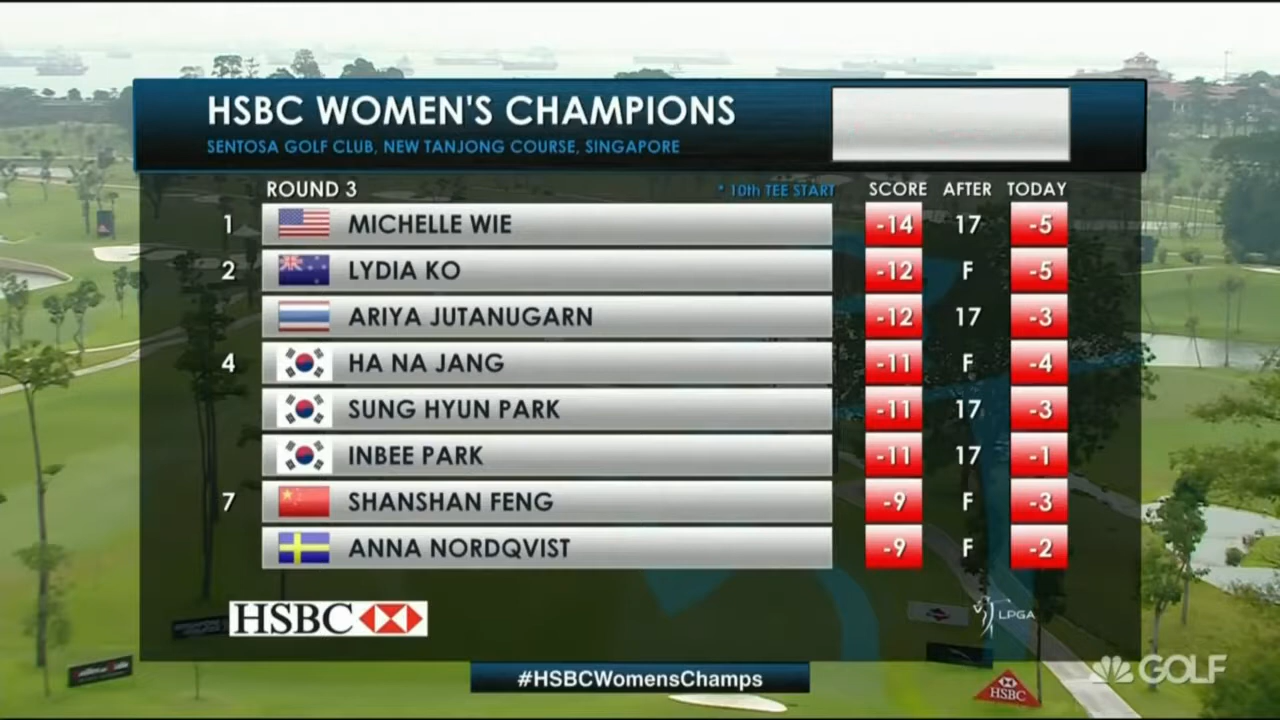 HSBC WOMEN'S CHAMPIONS
SENTOSA GOLF CLUB, NEW TANJONG COURSE, SINGAPORE
ROUND 3 * 10th TEE START SCORE AFTER TODAY
1 MICHELLE WIE -14 17 -5
2 LYDIA KO -12 F -5
ARIYA JUTANUGARN -12 17 -3
4 HA NA JANG -11 F -4
SUNG HYUN PARK -11 17 -3
INBEE PARK -11 17 -1
7 SHANSHAN FENG -9 F -3
ANNA NORDQVIST -9 F -2
HSBC
LPGA
#HSBCWomensChamps
GOLF
HSBC